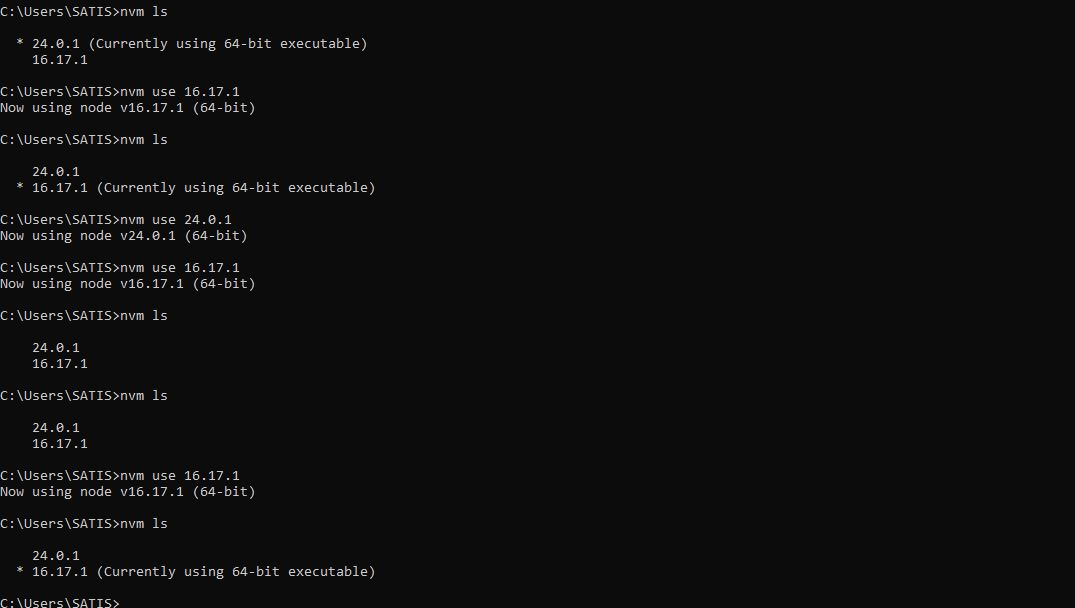 C:\Users\SATIS>nvm ls
* 24.0.1 (Currently using 64-bit executable)
16.17.1
C:\Users\SATIS>nvm use 16.17.1
Now using node v16.17.1 (64-bit)
C:\Users\SATIS>nvm ls
24.0.1
* 16.17.1 (Currently using 64-bit executable)
C:\Users\SATIS>nvm use 24.0.1
Now using node v24.0.1 (64-bit)
C:\Users\SATIS>nvm use 16.17.1
Now using node v16.17.1 (64-bit)
C:\Users\SATIS>nvm ls
24.0.1
16.17.1
C:\Users\SATIS>nvm ls
24.0.1
16.17.1
C:\Users\SATIS>nvm use 16.17.1
Now using node v16.17.1 (64-bit)
C:\Users\SATIS>nvm ls
24.0.1
* 16.17.1 (Currently using 64-bit executable)
C:\Users\SATIS>